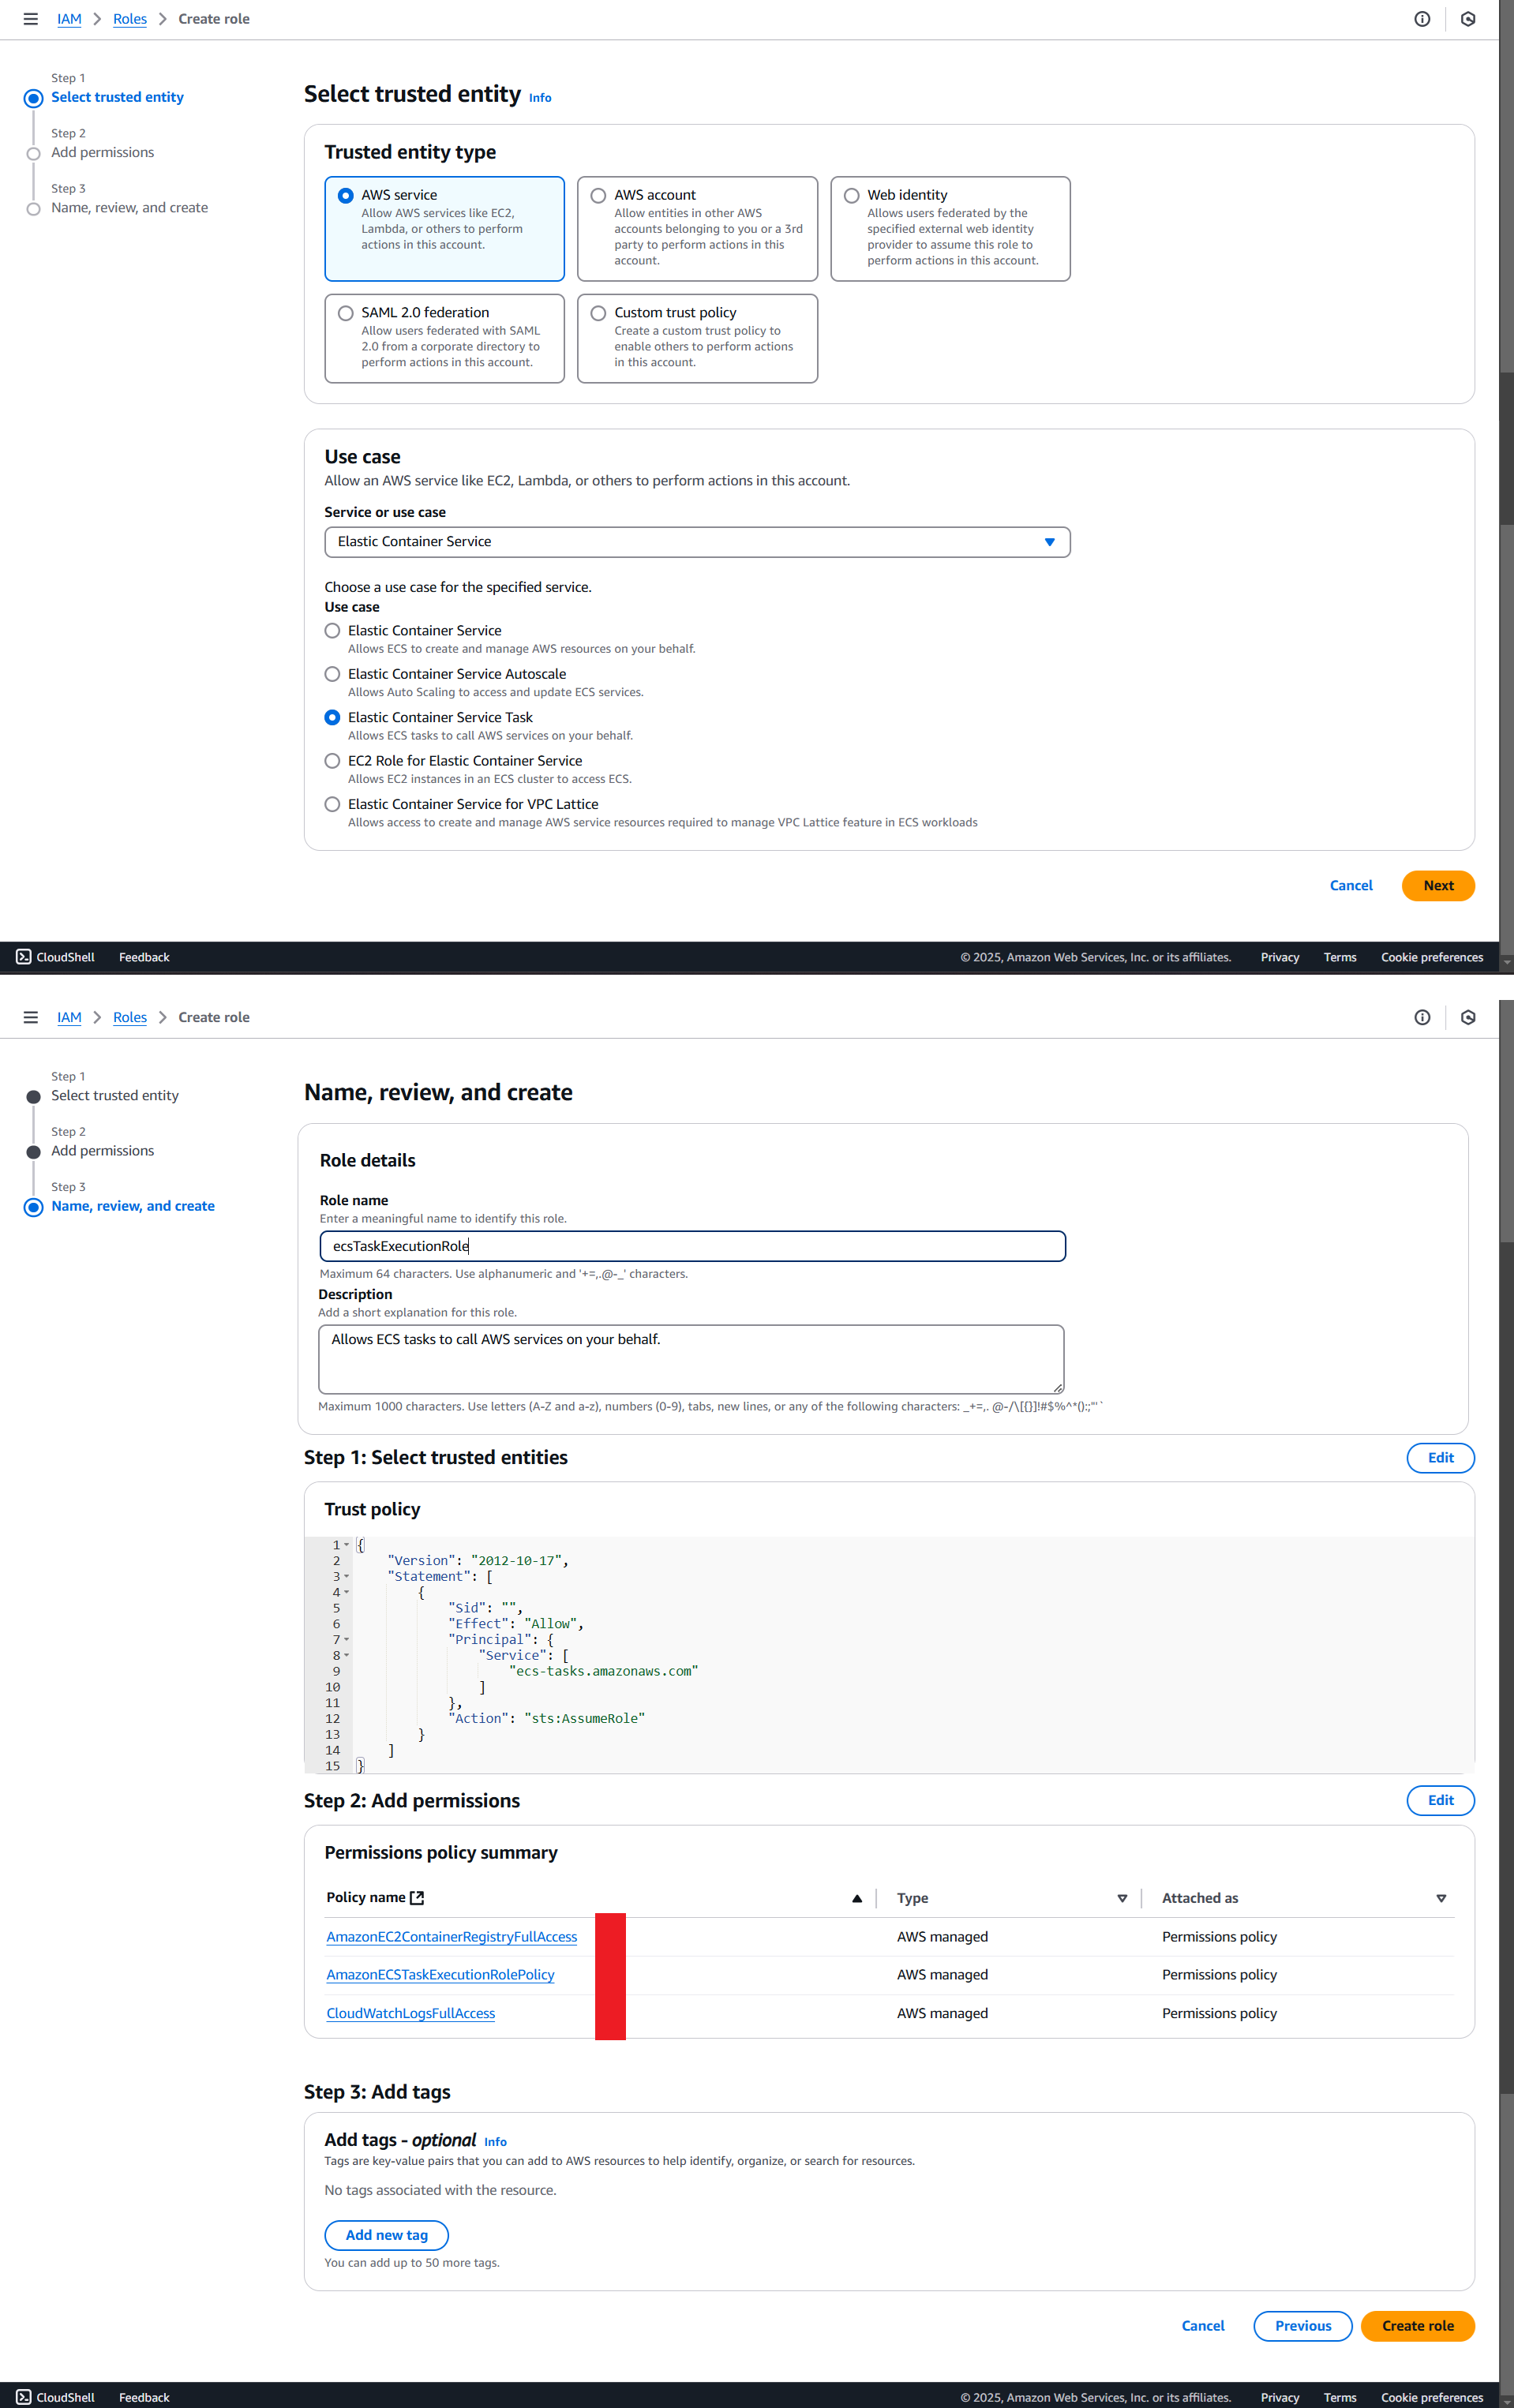 IAM > Roles > Create role
Step 1
Select trusted entity
Step 2
Add permissions
Step 3
Name, review, and create
Select trusted entity Info
Trusted entity type
AWS service
Allow AWS services like EC2,
Lambda, or others to perform
actions in this account.
AWS account
Allow entities in other AWS
accounts belonging to you or a 3rd
party to perform actions in this
account.
Web identity
Allows users federated by the
specified external web identity
provider to assume this role to
perform actions in this account.
SAML 2.0 federation
Allow users federated with SAML
2.0 from a corporate directory to
perform actions in this account.
Custom trust policy
Create a custom trust policy to
enable others to perform actions
in this account.
Use case
Allow an AWS service like EC2, Lambda, or others to perform actions in this account.
Service or use case
Elastic Container Service
Choose a use case for the specified service.
Use case
Elastic Container Service
Allows ECS to create and manage AWS resources on your behalf.
Elastic Container Service Autoscale
Allows Auto Scaling to access and update ECS services.
Elastic Container Service Task
Allows ECS tasks to call AWS services on your behalf.
EC2 Role for Elastic Container Service
Allows EC2 instances in an ECS cluster to access ECS.
Elastic Container Service for VPC Lattice
Allows access to create and manage AWS service resources required to manage VPC Lattice feature in ECS workloads
Cancel Next
CloudShell Feedback © 2025, Amazon Web Services, Inc. or its affiliates. Privacy Terms Cookie preferences
IAM > Roles > Create role
Step 1
Select trusted entity
Step 2
Add permissions
Step 3
Name, review, and create
Name, review, and create
Role details
Role name
Enter a meaningful name to identify this role.
ecsTaskExecutionRole
Maximum 64 characters. Use alphanumeric and '+=,.@-_' characters.
Description
Add a short explanation for this role.
Allows ECS tasks to call AWS services on your behalf.
Maximum 1000 characters. Use letters (A-Z and a-z), numbers (0-9), tabs, new lines, or any of the following characters: _+=,. @-/\[{}]!#$%^*();:"'`
Step 1: Select trusted entities Edit
Trust policy
1 {
2 "Version": "2012-10-17",
3 "Statement": [
4 {
5 "Sid": "",
6 "Effect": "Allow",
7 "Principal": {
8 "Service": [
9 "ecs-tasks.amazonaws.com"
10 ]
11 },
12 "Action": "sts:AssumeRole"
13 }
14 ]
15 }
Step 2: Add permissions Edit
Permissions policy summary
Policy name Type Attached as
AmazonEC2ContainerRegistryFullAccess AWS managed Permissions policy
AmazonECSTaskExecutionRolePolicy AWS managed Permissions policy
CloudWatchLogsFullAccess AWS managed Permissions policy
Step 3: Add tags
Add tags - optional Info
Tags are key-value pairs that you can add to AWS resources to help identify, organize, or search for resources.
No tags associated with the resource.
Add new tag
You can add up to 50 more tags.
Cancel Previous Create role
CloudShell Feedback © 2025, Amazon Web Services, Inc. or its affiliates. Privacy Terms Cookie preferences